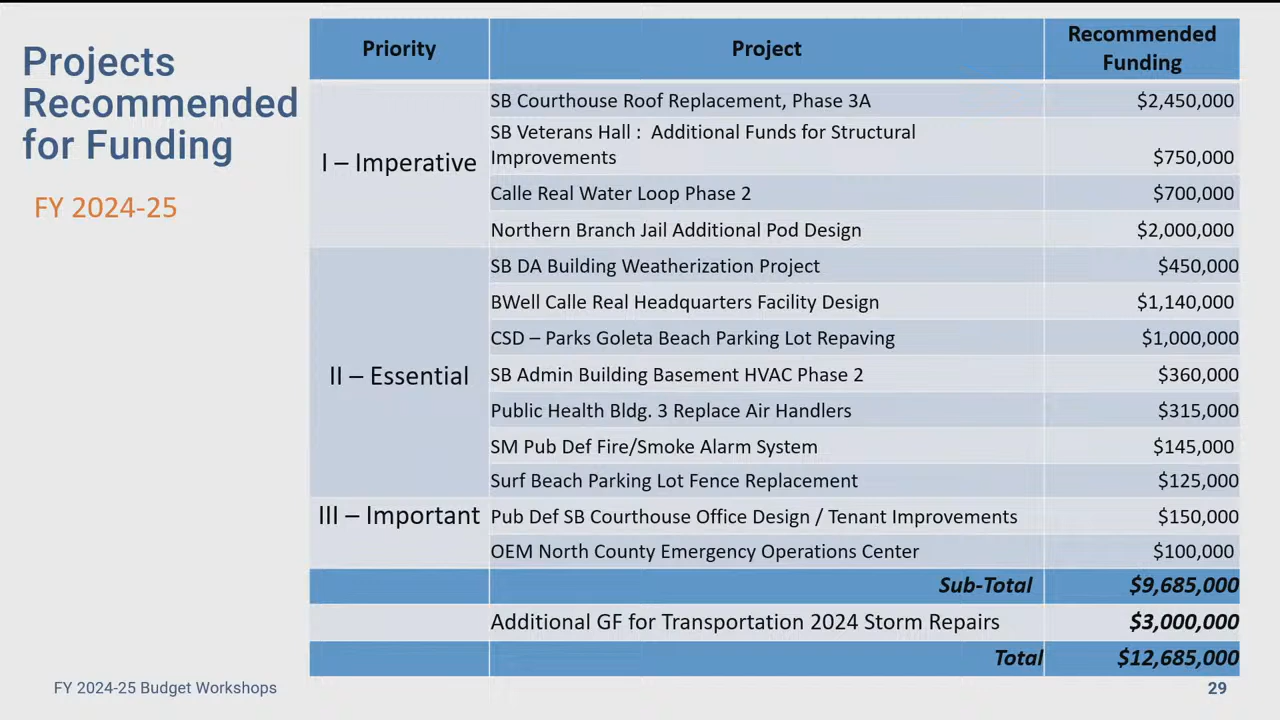 Projects
Recommended
for Funding
FY 2024-25
Priority Project Recommended Funding
I – Imperative
SB Courthouse Roof Replacement, Phase 3A $2,450,000
SB Veterans Hall : Additional Funds for Structural
Improvements $750,000
Calle Real Water Loop Phase 2 $700,000
Northern Branch Jail Additional Pod Design $2,000,000
II – Essential
SB DA Building Weatherization Project $450,000
BWell Calle Real Headquarters Facility Design $1,140,000
CSD – Parks Goleta Beach Parking Lot Repaving $1,000,000
SB Admin Building Basement HVAC Phase 2 $360,000
Public Health Bldg. 3 Replace Air Handlers $315,000
SM Pub Def Fire/Smoke Alarm System $145,000
Surf Beach Parking Lot Fence Replacement $125,000
III – Important
Pub Def SB Courthouse Office Design / Tenant Improvements $150,000
OEM North County Emergency Operations Center $100,000
Sub-Total $9,685,000
Additional GF for Transportation 2024 Storm Repairs $3,000,000
Total $12,685,000
FY 2024-25 Budget Workshops
29